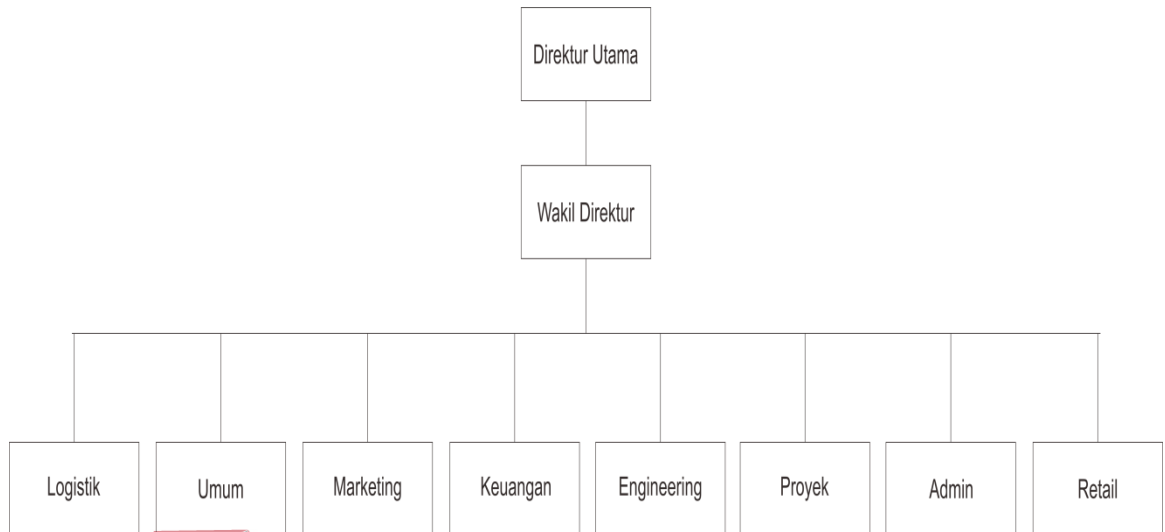 Direktur Utama
Wakil Direktur
Logistik
Umum
Marketing
Keuangan
Engineering
Proyek
Admin
Retail